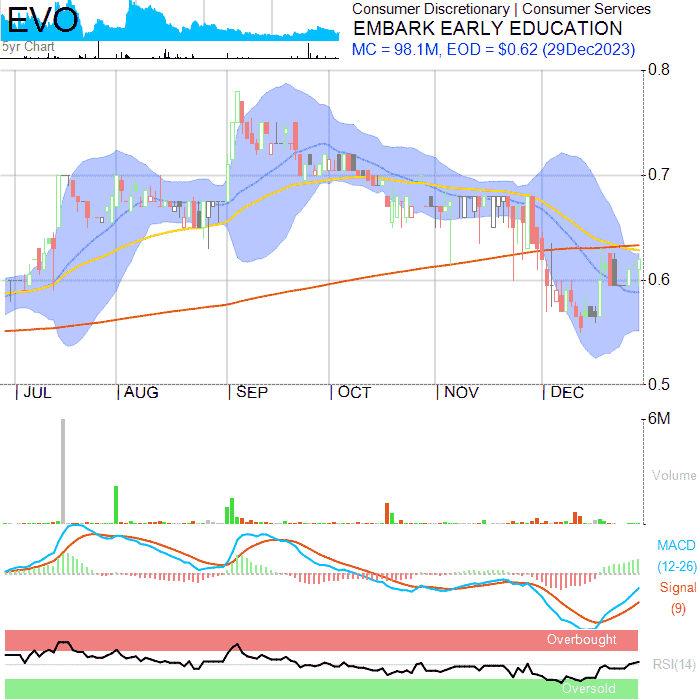 EVO
5yr Chart
Consumer Discretionary | Consumer Services
EMBARK EARLY EDUCATION
MC = 98.1M, EOD = $0.62 (29Dec2023)
0.8
0.7
0.6
0.5
| JUL | AUG | SEP | OCT | NOV | DEC
6M
Volume
MACD
(12-26)
Signal
(9)
Overbought
RSI(14)
Oversold